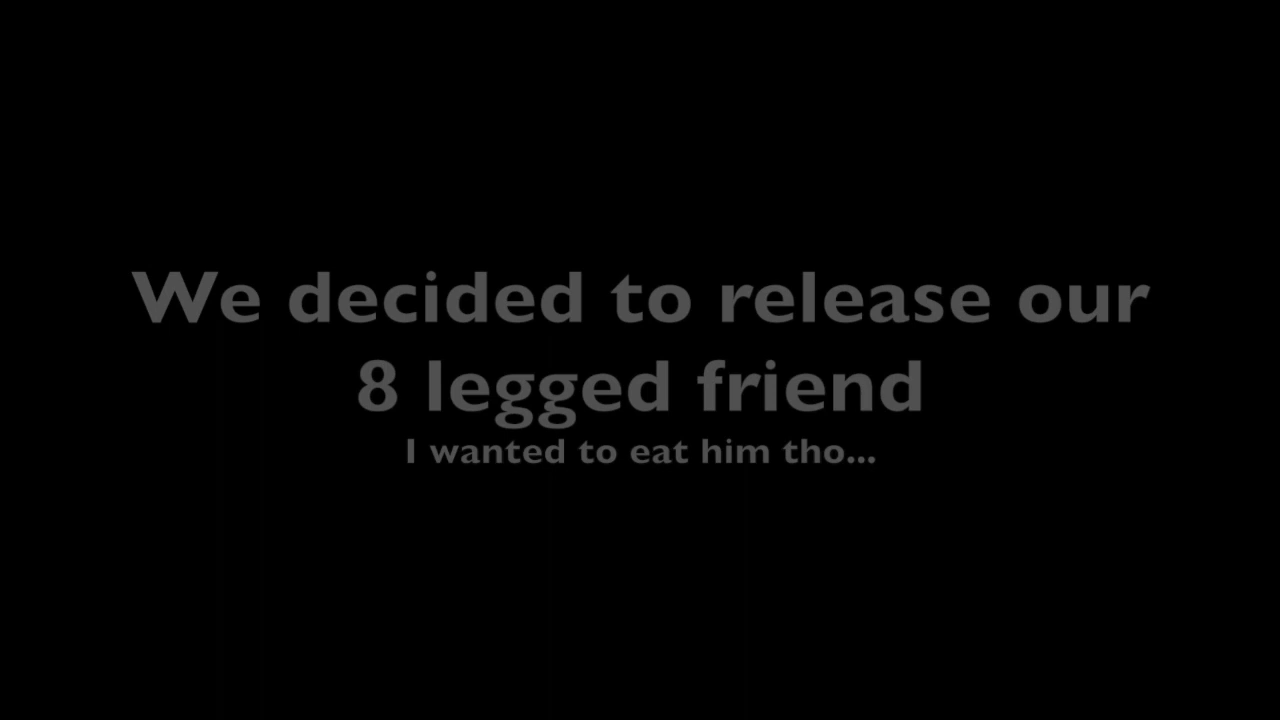 We decided to release our
8 legged friend
I wanted to eat him tho...